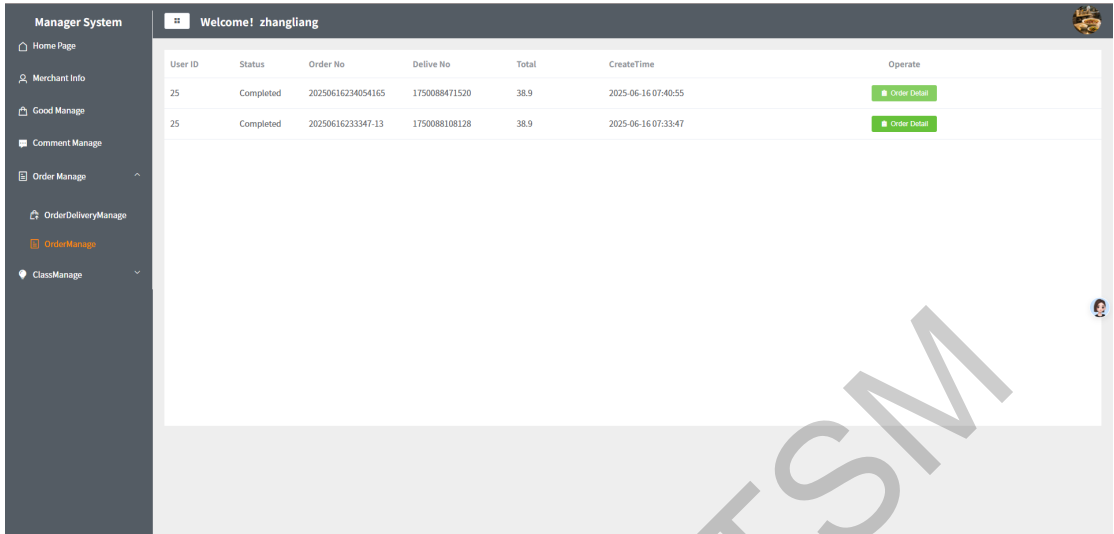 Manager System
Welcome! zhangliang
Home Page
Merchant Info
Good Manage
Comment Manage
Order Manage
OrderDeliveryManage
OrderManage
ClassManage
User ID Status Order No Delive No Total CreateTime Operate
25 Completed 20250616234054165 1750088471520 38.9 2025-06-16 07:40:55 Order Detail
25 Completed 20250616233347-13 1750088108128 38.9 2025-06-16 07:33:47 Order Detail
TSM